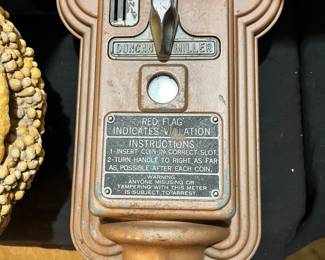 DUNCAN MILLER
RED FLAG
INDICATES VIOLATION
INSTRUCTIONS
1-INSERT COIN IN CORRECT SLOT.
2-TURN HANDLE TO RIGHT AS FAR
AS POSSIBLE AFTER EACH COIN.
WARNING
ANYONE MISUSING OR
TAMPERING WITH THIS METER
IS SUBJECT TO ARREST